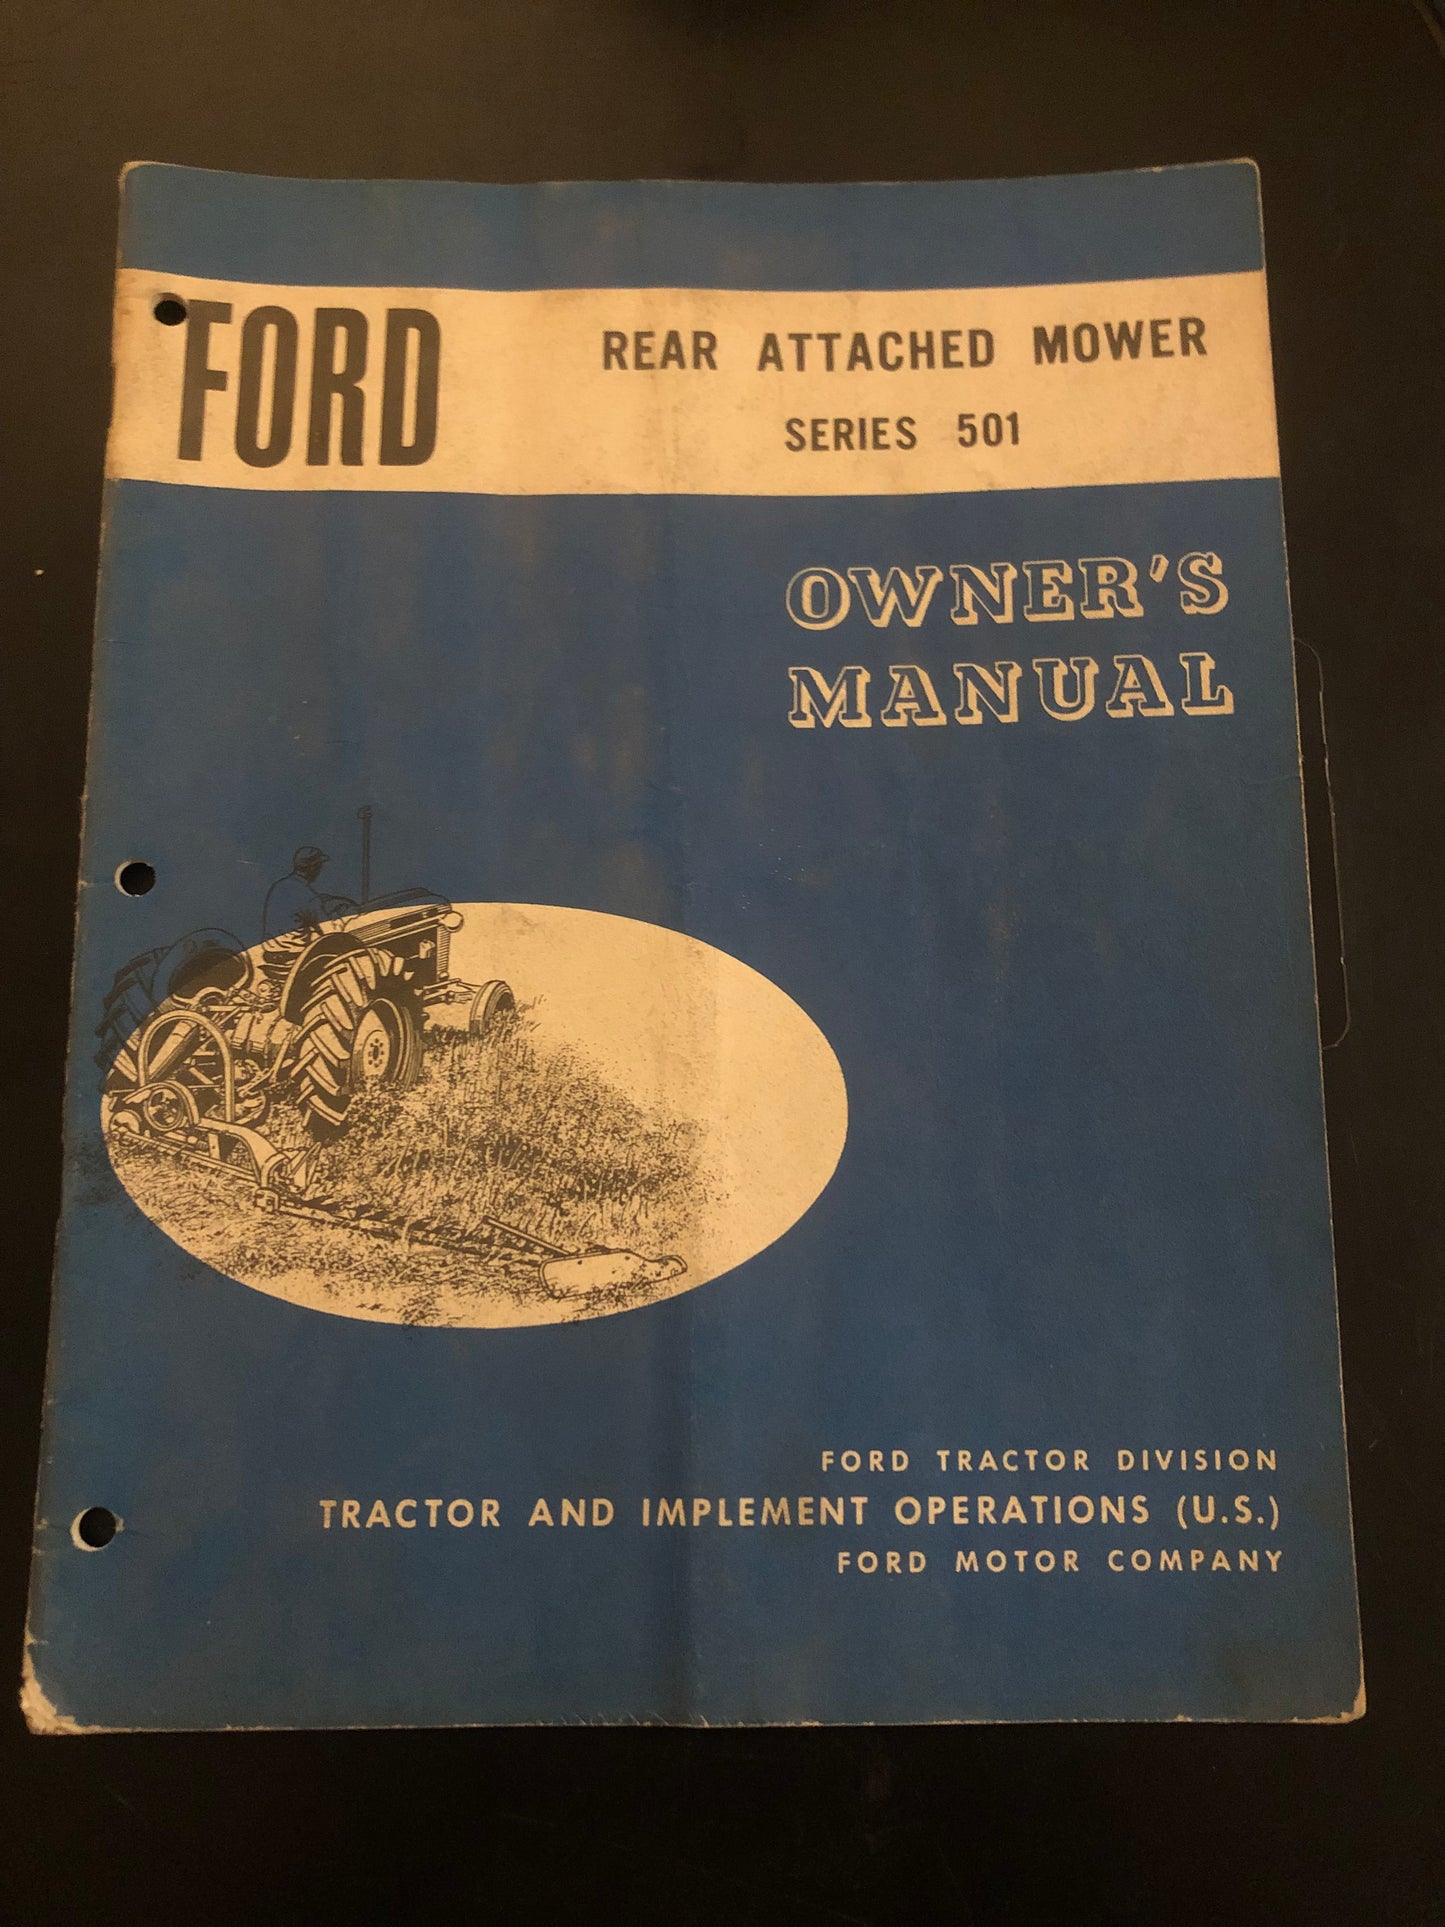 FORD
REAR ATTACHED MOWER
SERIES 501
OWNER'S
MANUAL
FORD TRACTOR DIVISION
TRACTOR AND IMPLEMENT OPERATIONS (U.S.)
FORD MOTOR COMPANY